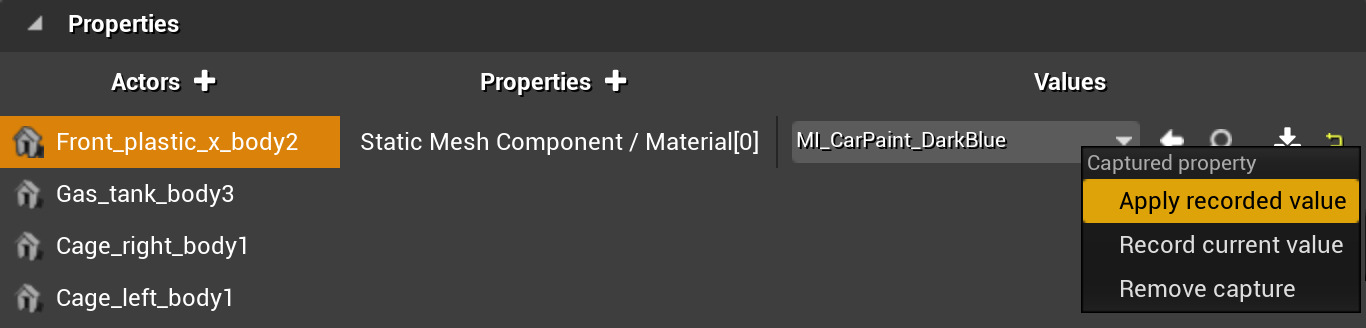 Properties
Actors Properties Values
Front_plastic_x_body2 Static Mesh Component / Material[0] MI_CarPaint_DarkBlue
Captured property
Gas_tank_body3 Apply recorded value
Cage_right_body1 Record current value
Cage_left_body1 Remove capture